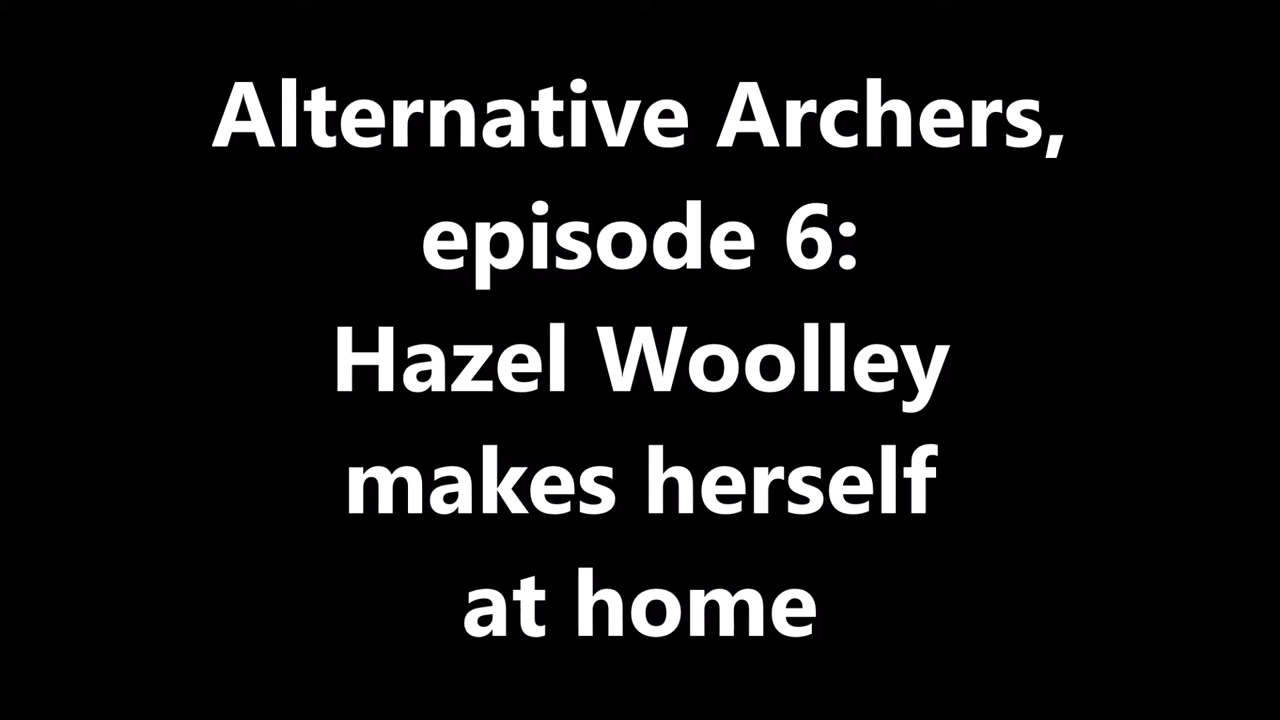 Alternative Archers,
episode 6:
Hazel Woolley
makes herself
at home